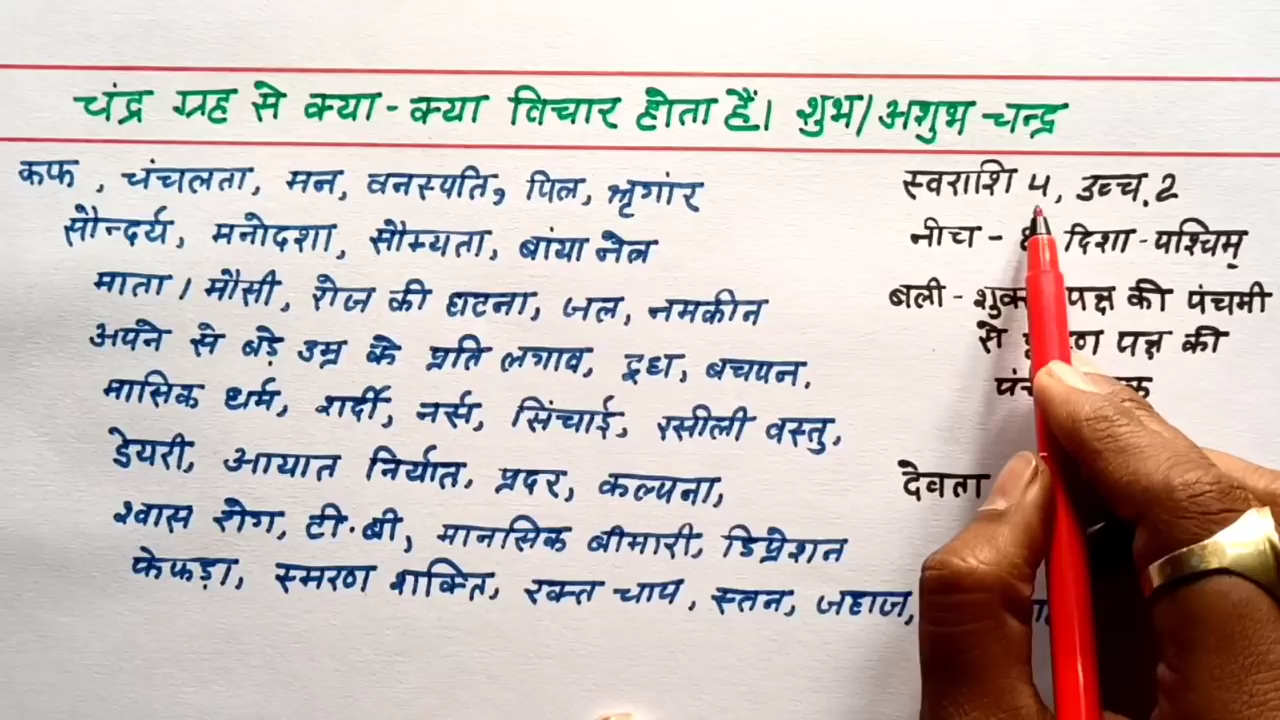 चंद्र ग्रह से क्या-क्या विचार होता हैं। शुभ/अशुभ चन्द्र
कफ, चंचलता, मन, वनस्पति, पित्त, श्रृगांर
सौन्दर्य, मनोदशा, सौम्यता, बांया नेत्र
माता। मौसी, रोज की घटना, जल, नमकीन
अपने से बड़े उम्र के प्रति लगाव, दूध, बचपन,
मासिक धर्म, शर्दी, नर्स, सिंचाई, रसीली वस्तु,
डेयरी, आयात निर्यात, प्रदर, कल्पना,
श्वास रोग, टी.बी, मानसिक बीमारी, डिप्रेशन
फेफड़ा, स्मरण शक्ति, रक्त चाप, स्तन, जहाज,
स्वराशि 4, उच्च, 2
नीच - दिशा - पश्चिम्
बली - पक्ष की पंचमी
से पक्ष की
देवता